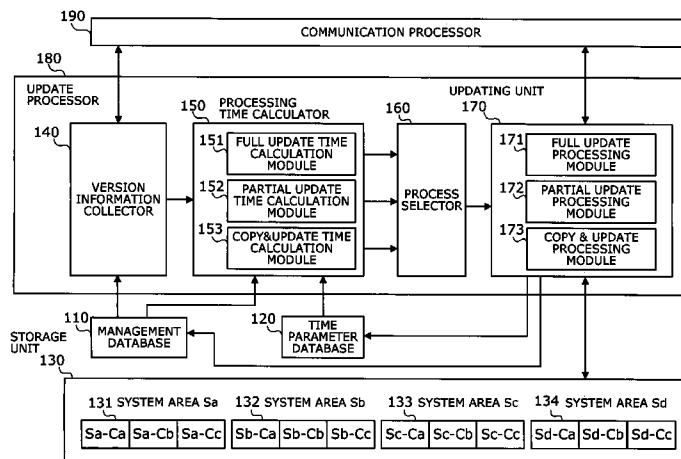 190
COMMUNICATION PROCESSOR
180
UPDATE
PROCESSOR
140
VERSION
INFORMATION
COLLECTOR
PROCESSING
TIME CALCULATOR
150
151
FULL UPDATE TIME
CALCULATION
MODULE
152
PARTIAL UPDATE
TIME CALCULATION
MODULE
153
COPY&UPDATE TIME
CALCULATION
MODULE
160
PROCESS
SELECTOR
UPDATING UNIT
170
171
FULL UPDATE
PROCESSING
MODULE
172
PARTIAL UPDATE
PROCESSING
MODULE
173
COPY & UPDATE
PROCESSING
MODULE
110
MANAGEMENT
DATABASE
120
TIME
PARAMETER
DATABASE
STORAGE
UNIT
130
131 SYSTEM AREA Sa
Sa-Ca Sa-Cb Sa-Cc
132 SYSTEM AREA Sb
Sb-Ca Sb-Cb Sb-Cc
133 SYSTEM AREA Sc
Sc-Ca Sc-Cb Sc-Cc
134 SYSTEM AREA Sd
Sd-Ca Sd-Cb Sd-Cc